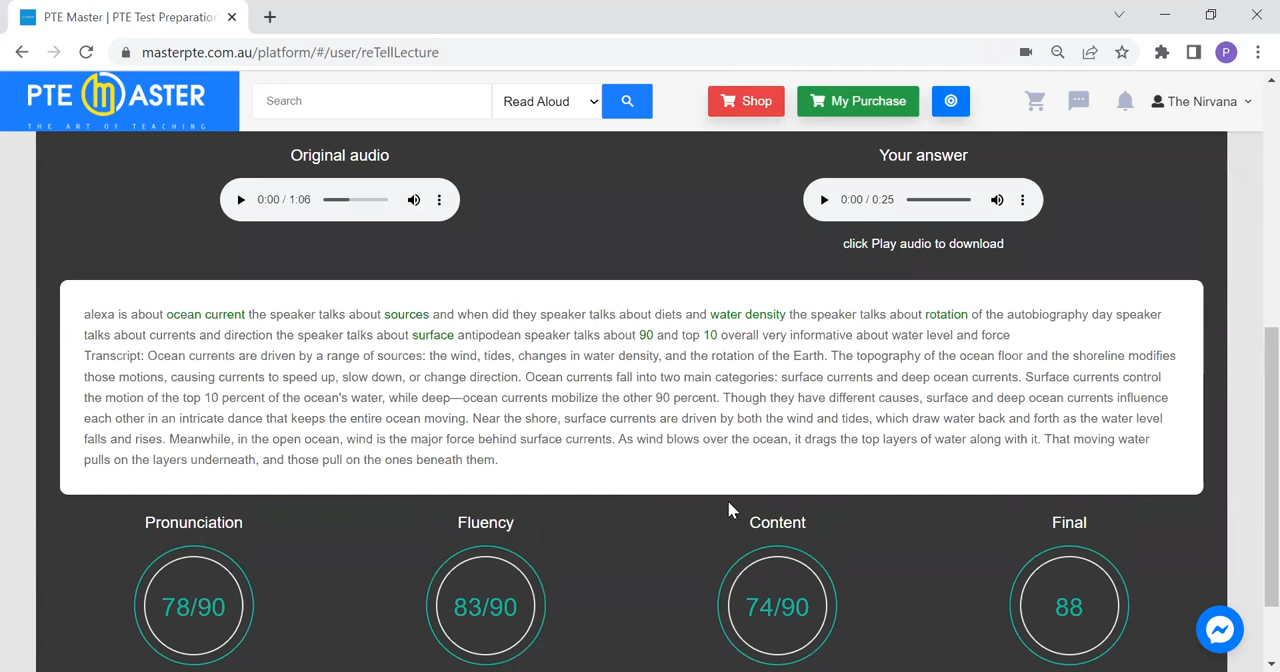 PTE Master | PTE Test Preparation
masterpte.com.au/platform/#/user/reTellLecture
P
PTE MASTER
THE ART OF TEACHING
Search
Read Aloud
Shop
My Purchase
The Nirvana
Original audio
Your answer
0:00 / 1:06
0:00 / 0:25
click Play audio to download
alexa is about ocean current the speaker talks about sources and when did they speaker talks about diets and water density the speaker talks about rotation of the autobiography day speaker
talks about currents and direction the speaker talks about surface antipodean speaker talks about 90 and top 10 overall very informative about water level and force
Transcript: Ocean currents are driven by a range of sources: the wind, tides, changes in water density, and the rotation of the Earth. The topography of the ocean floor and the shoreline modifies
those motions, causing currents to speed up, slow down, or change direction. Ocean currents fall into two main categories: surface currents and deep ocean currents. Surface currents control
the motion of the top 10 percent of the ocean's water, while deep—ocean currents mobilize the other 90 percent. Though they have different causes, surface and deep ocean currents influence
each other in an intricate dance that keeps the entire ocean moving. Near the shore, surface currents are driven by both the wind and tides, which draw water back and forth as the water level
falls and rises. Meanwhile, in the open ocean, wind is the major force behind surface currents. As wind blows over the ocean, it drags the top layers of water along with it. That moving water
pulls on the layers underneath, and those pull on the ones beneath them.
Pronunciation
Fluency
Content
Final
78/90
83/90
74/90
88